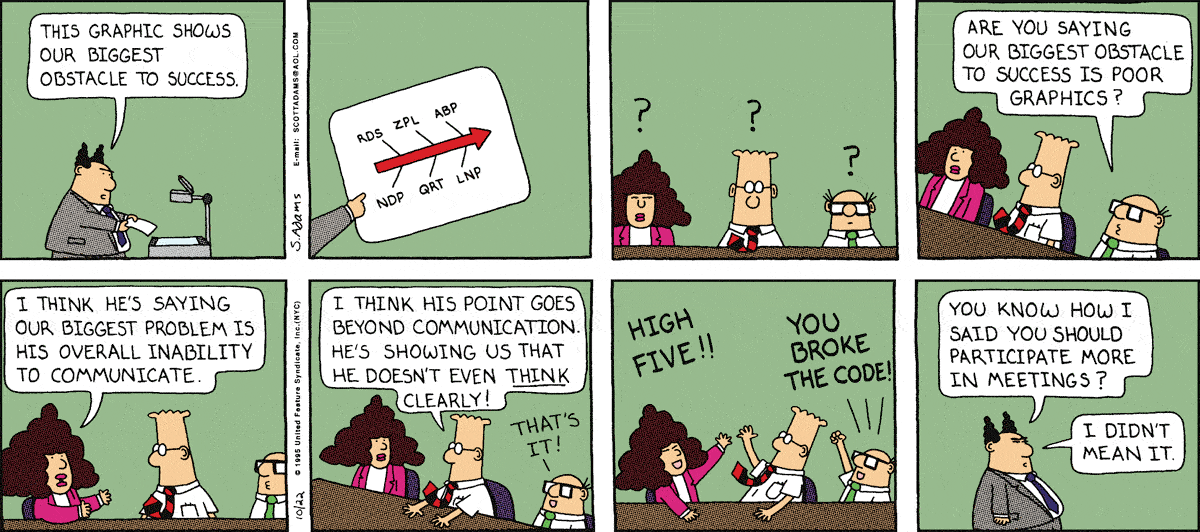 THIS GRAPHIC SHOWS
OUR BIGGEST
OBSTACLE TO SUCCESS.
S.Adams
E-mail: SCOTTADAMS@AOL.COM
RDS ZPL ABP
NDP QRT LNP
?
?
?
ARE YOU SAYING
OUR BIGGEST OBSTACLE
TO SUCCESS IS POOR
GRAPHICS?
I THINK HE'S SAYING
OUR BIGGEST PROBLEM IS
HIS OVERALL INABILITY
TO COMMUNICATE.
10/22
© 1995 United Feature Syndicate, Inc.(NYC)
I THINK HIS POINT GOES
BEYOND COMMUNICATION.
HE'S SHOWING US THAT
HE DOESN'T EVEN THINK
CLEARLY!
THAT'S
IT!
HIGH
FIVE!!
YOU
BROKE
THE CODE!
YOU KNOW HOW I
SAID YOU SHOULD
PARTICIPATE MORE
IN MEETINGS?
I DIDN'T
MEAN IT.